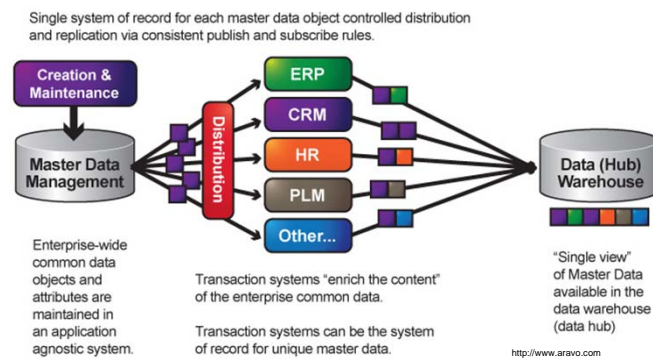 Single system of record for each master data object controlled distribution
and replication via consistent publish and subscribe rules.
Creation &
Maintenance
Master Data
Management
Distribution
ERP
CRM
HR
PLM
Other...
Data (Hub)
Warehouse
Enterprise-wide
common data
objects and
attributes are
maintained in
an application
agnostic system.
Transaction systems “enrich the content”
of the enterprise common data.
Transaction systems can be the system
of record for unique master data.
“Single view”
of Master Data
available in the
data warehouse
(data hub)
http://www.aravo.com